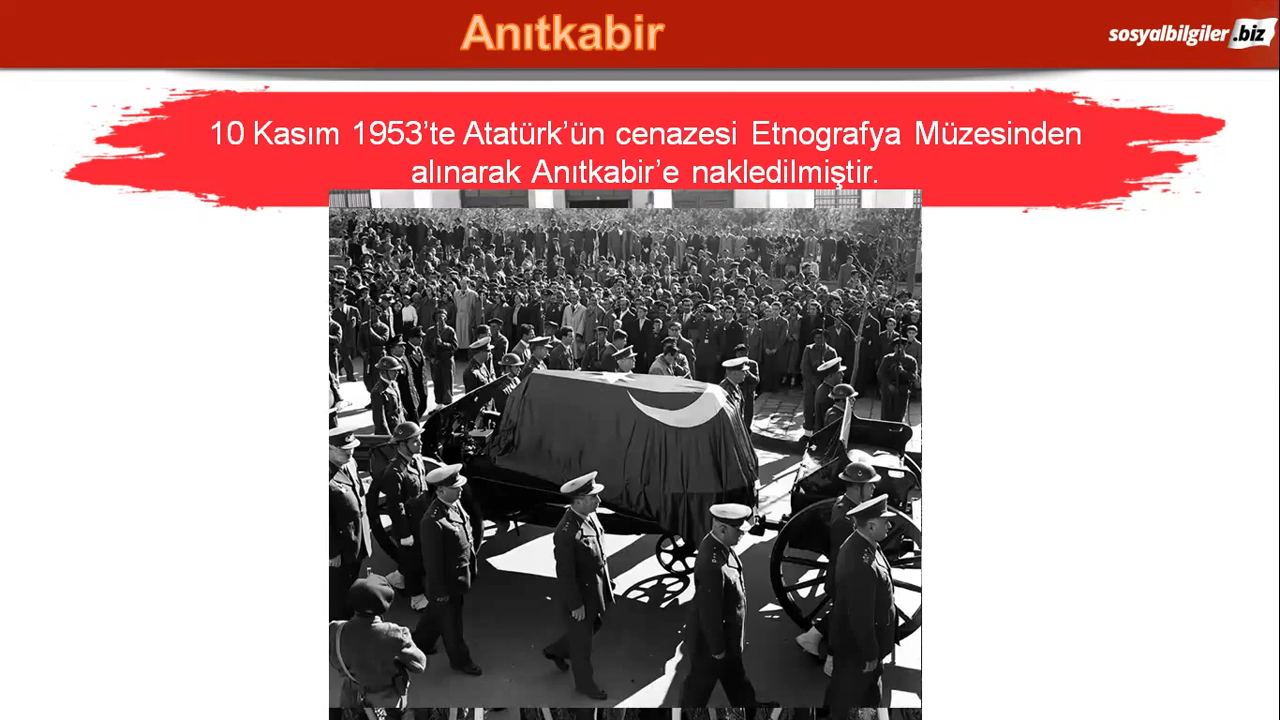 Anıtkabir
sosyalbilgiler.biz
10 Kasım 1953’te Atatürk’ün cenazesi Etnografya Müzesinden
alınarak Anıtkabir’e nakledilmiştir.